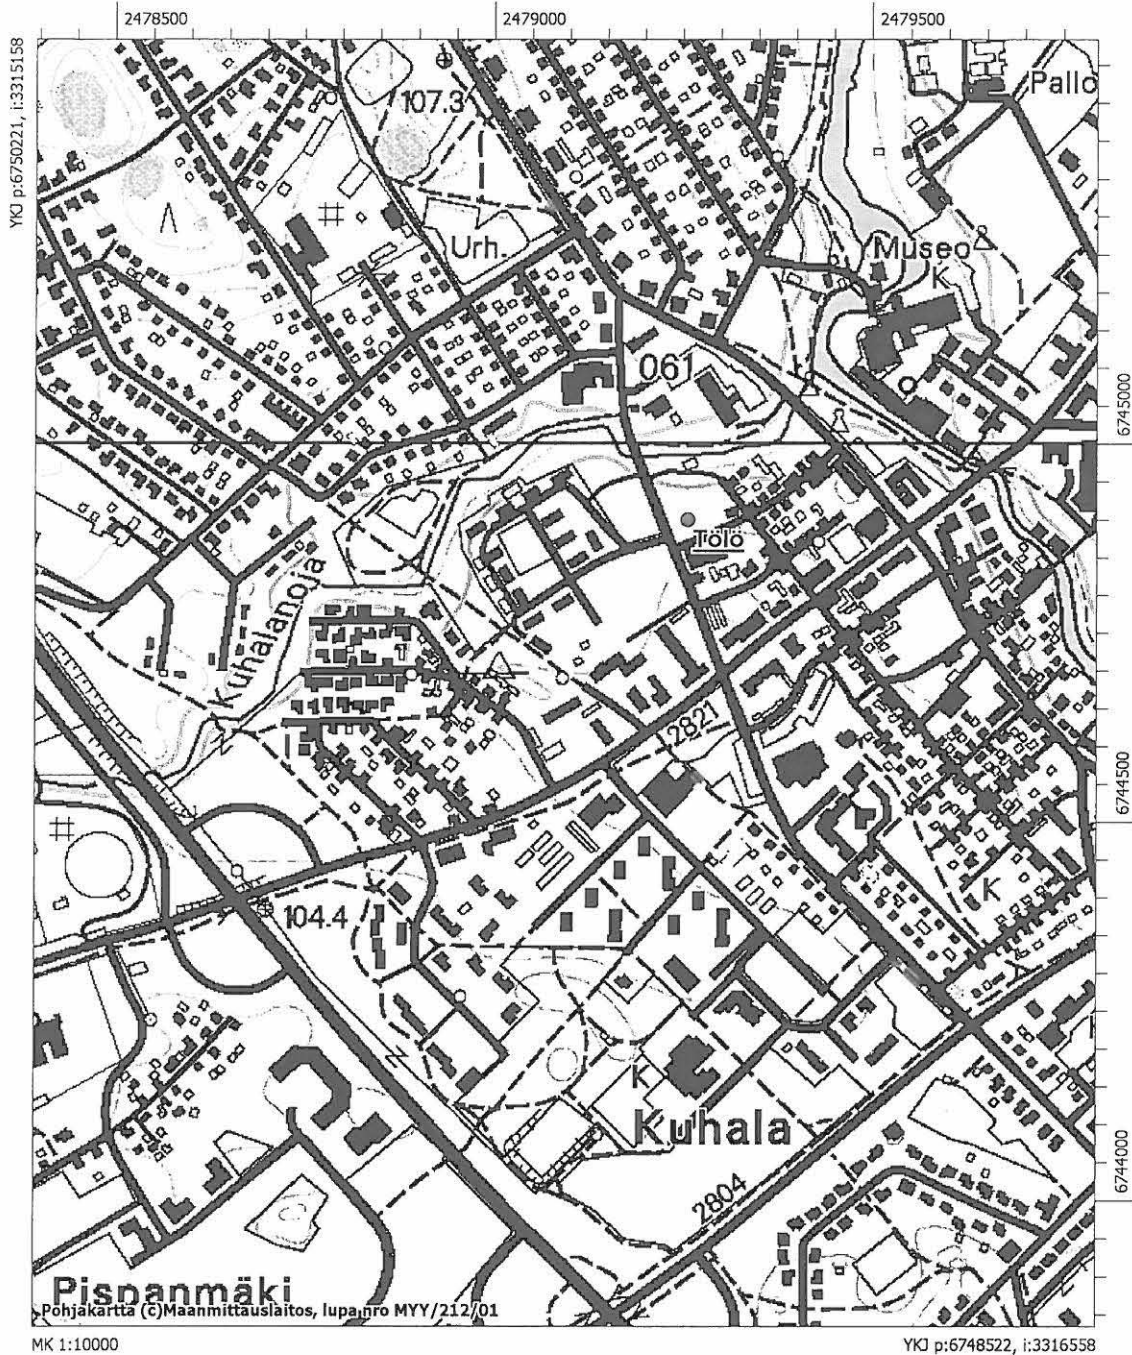 2478500
2479000
2479500
YKJ p:6750221, i:3315158
107.3
Pallo
Urh.
Museo
K
061
6745000
Tölö
Kuhalanoja
2821
6744500
K
104.4
K
Kuhala
2804
6744000
Pispanmäki
Pohjakartta (c)Maanmittauslaitos, lupa nro MYY/212/01
MK 1:10000
YKJ p:6748522, i:3316558